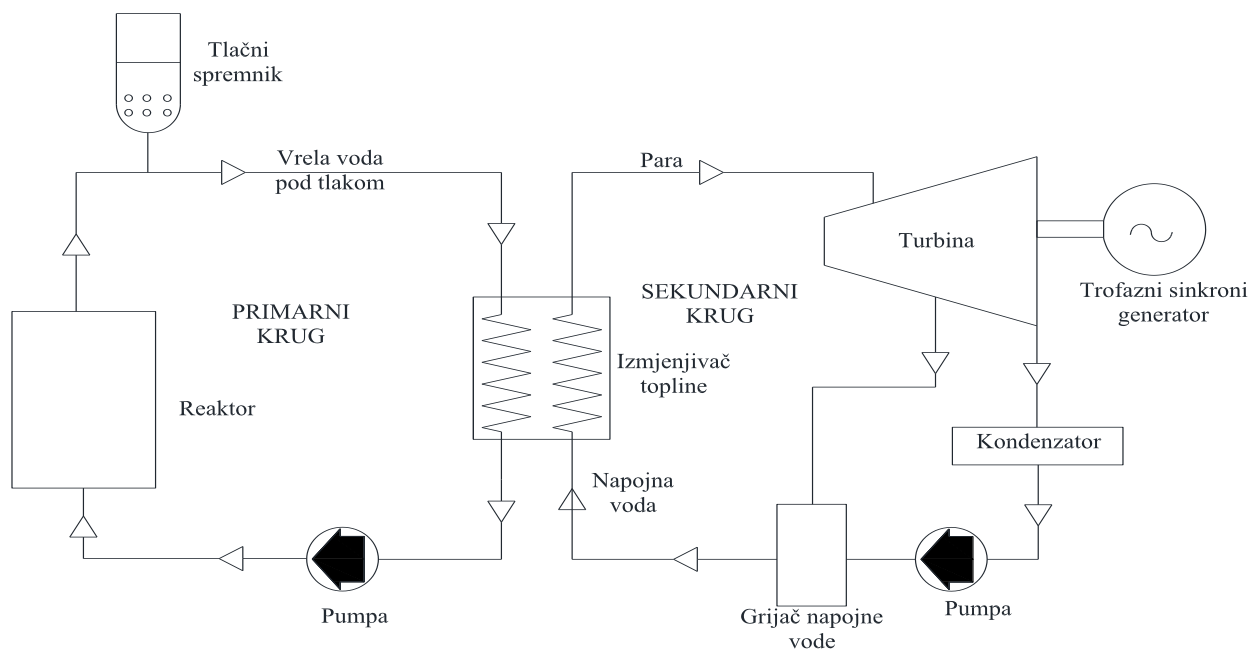 Tlačni
spremnik
Vrela voda
pod tlakom
Para
Turbina
Trofazni sinkroni
generator
PRIMARNI
KRUG
SEKUNDARNI
KRUG
Izmjenjivač
topline
Reaktor
Kondenzator
Napojna
voda
Pumpa
Grijač napojne
vode
Pumpa